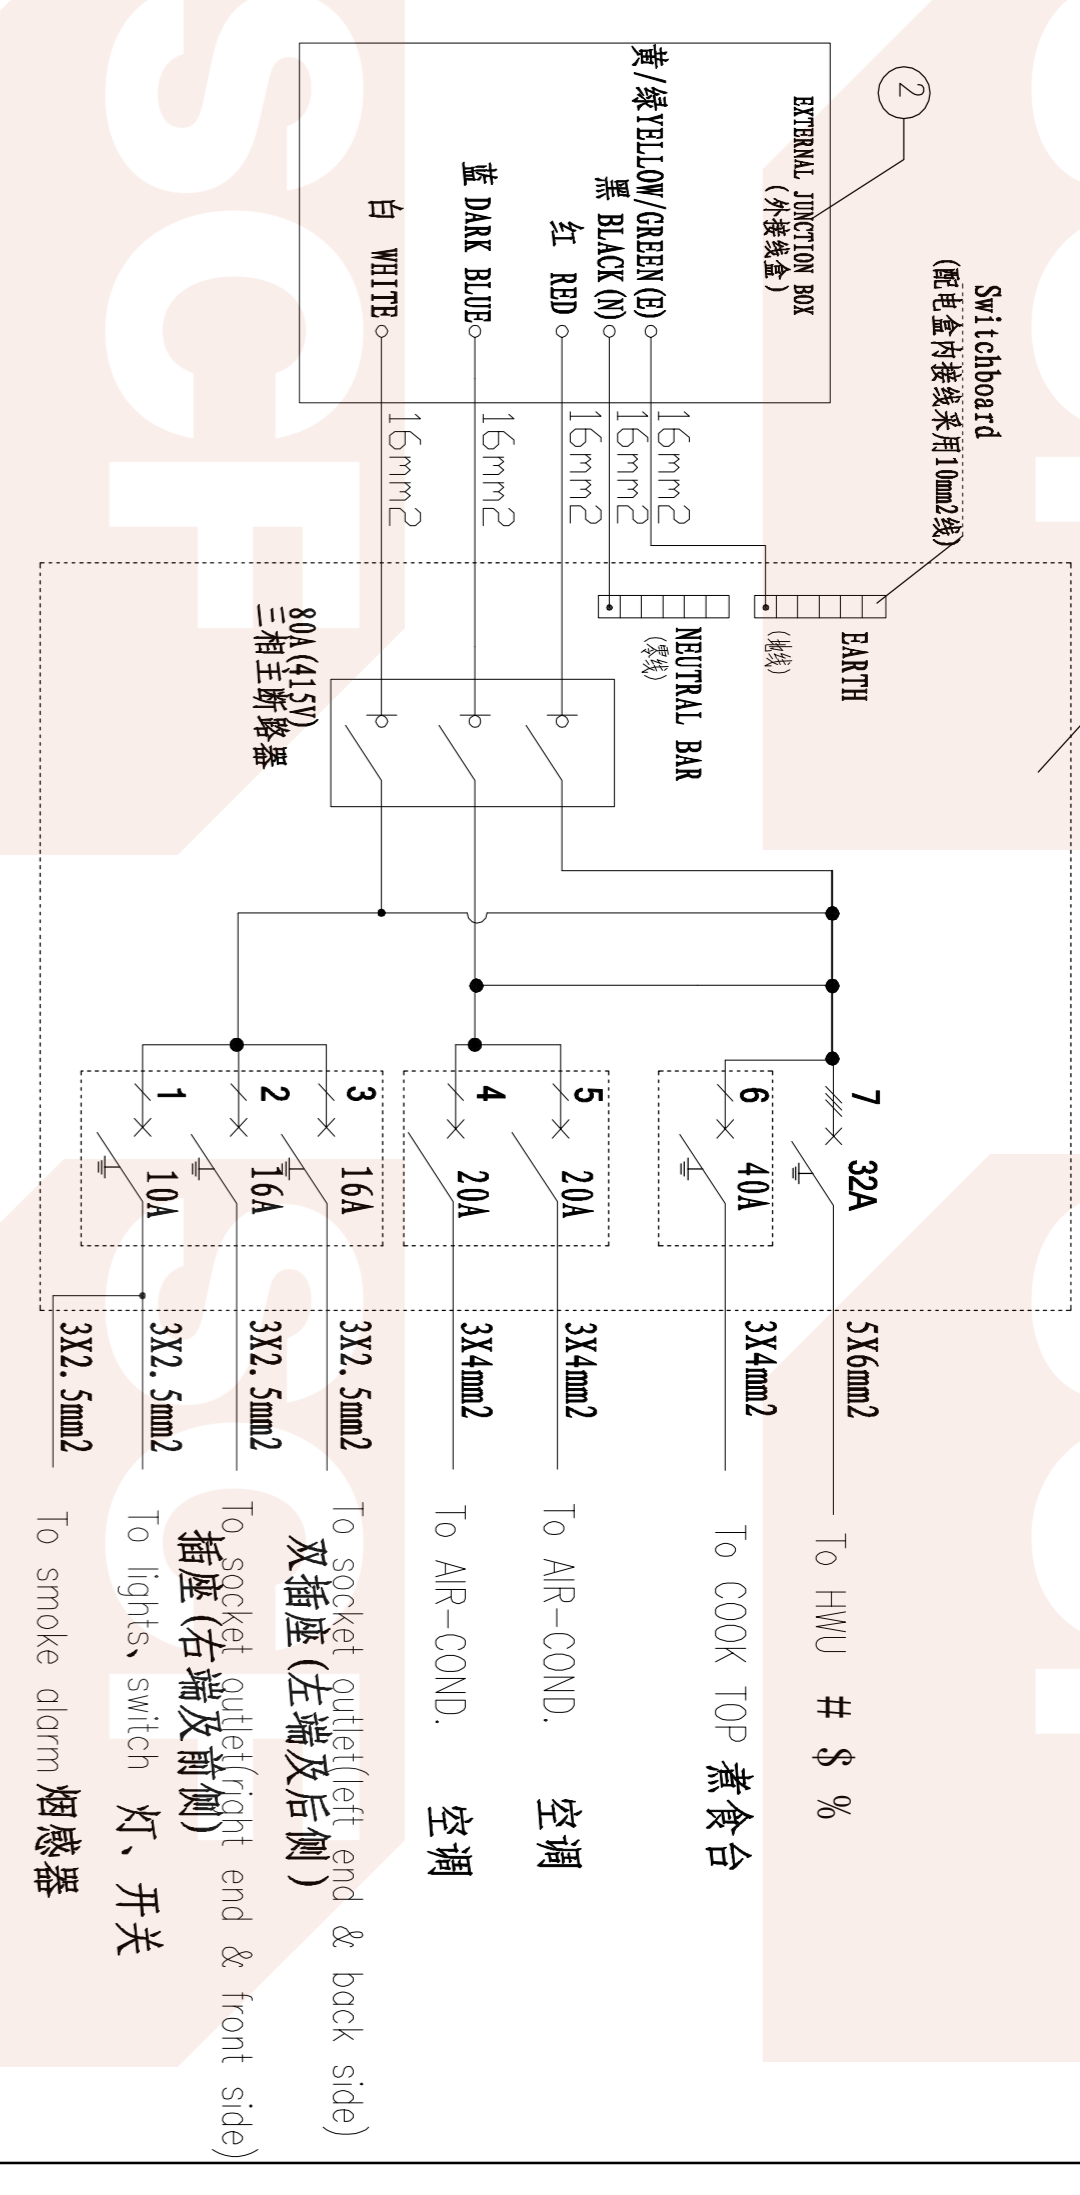 2
EXTERNAL JUNCTION BOX
(外接线盒)
黄/绿YELLOW/GREEN(E)
黑 BLACK(N)
红 RED
蓝 DARK BLUE
白 WHITE
16mm2
16mm2
16mm2
16mm2
16mm2
Switchboard
(配电盒内接线采用10mm2线)
EARTH
(地线)
NEUTRAL BAR
(零线)
80A(415V)
三相主断路器
7
32A
5X6mm2
To HWU # $ %
6
40A
3X4mm2
To COOK TOP 煮食台
5
20A
3X4mm2
To AIR-COND. 空调
4
20A
3X4mm2
To AIR-COND. 空调
3
16A
3X2.5mm2
To socket outlet(left end & back side)
双插座(左端及后侧)
2
16A
3X2.5mm2
To socket outlet(right end & front side)
插座(右端及前侧)
1
10A
3X2.5mm2
To lights、switch 灯、开关
3X2.5mm2
To smoke alarm 烟感器
SCF
SCF